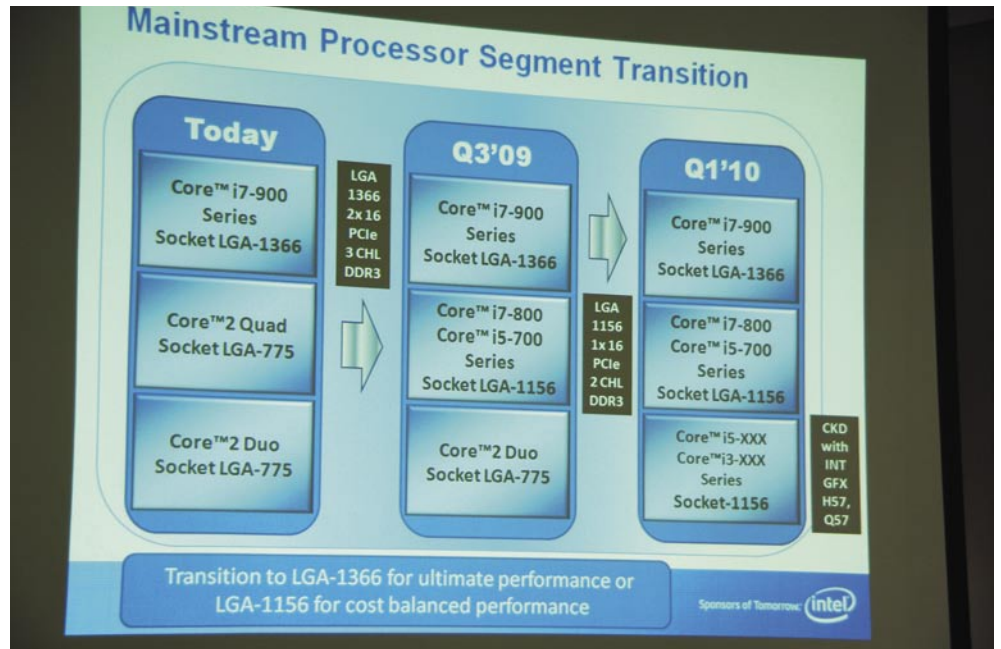 Mainstream Processor Segment Transition
Today
Core™ i7-900
Series
Socket LGA-1366
Core™2 Quad
Socket LGA-775
Core™2 Duo
Socket LGA-775
LGA
1366
2x 16
PCIe
3 CHL
DDR3
Q3'09
Core™ i7-900
Series
Socket LGA-1366
Core™ i7-800
Core™ i5-700
Series
Socket LGA-1156
Core™2 Duo
Socket LGA-775
LGA
1156
1x 16
PCIe
2 CHL
DDR3
Q1'10
Core™ i7-900
Series
Socket LGA-1366
Core™ i7-800
Core™ i5-700
Series
Socket LGA-1156
Core™ i5-XXX
Core™i3-XXX
Series
Socket-1156
CKD
with
INT
GFX
H57,
Q57
Transition to LGA-1366 for ultimate performance or
LGA-1156 for cost balanced performance
Sponsors of Tomorrow. intel